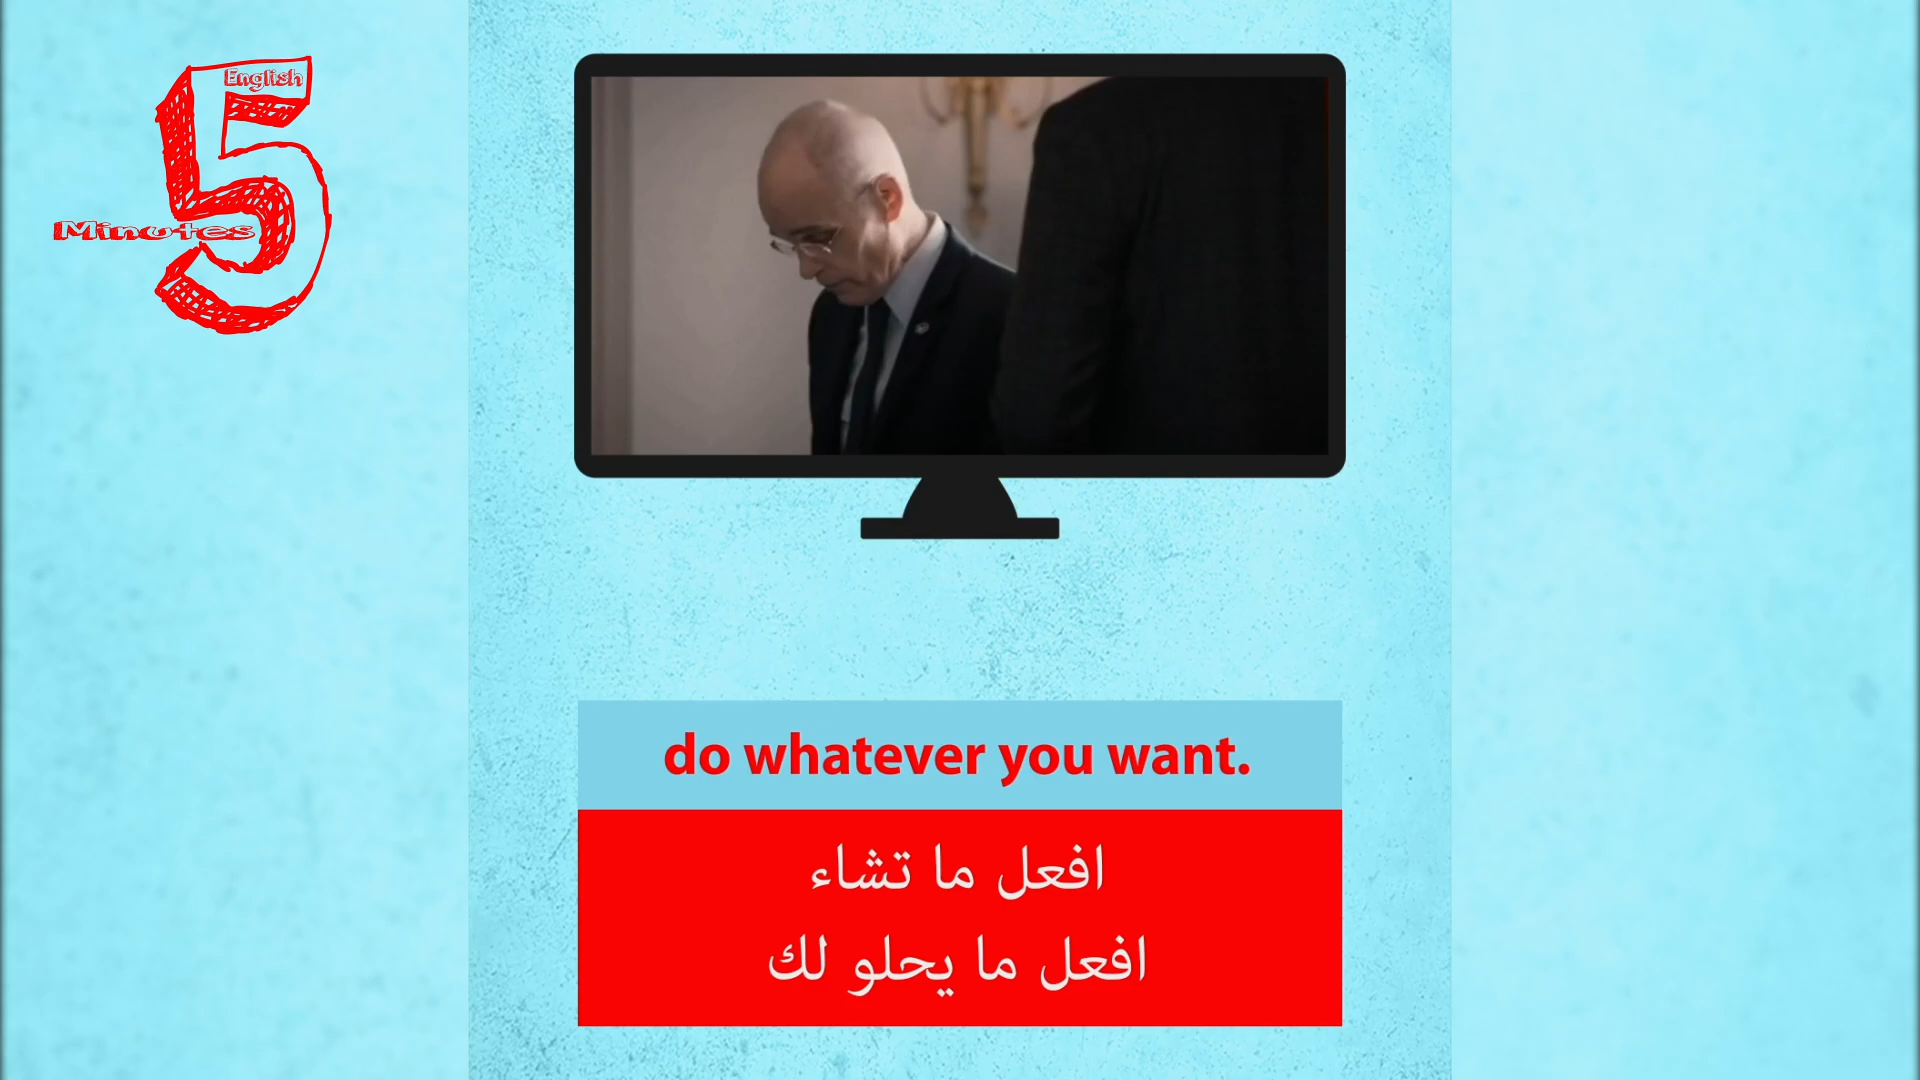 English
5
Minutes
do whatever you want.
افعل ما تشاء
افعل ما يحلو لك